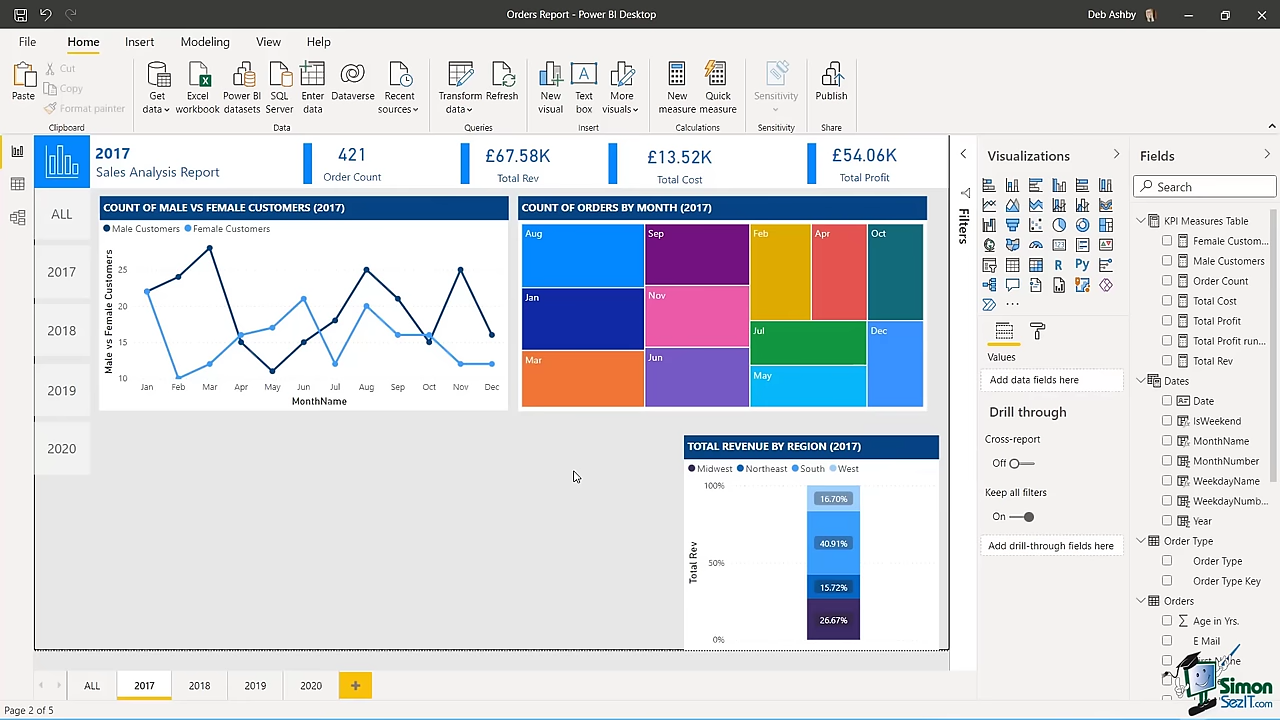 Orders Report - Power BI Desktop
Deb Ashby
File Home Insert Modeling View Help
Paste
Cut
Copy
Format painter
Clipboard
Get data
Excel workbook
Power BI datasets
SQL Server
Enter data
Dataverse
Recent sources
Data
Transform data
Refresh
Queries
New visual
Text box
More visuals
Insert
New measure
Quick measure
Calculations
Sensitivity
Sensitivity
Publish
Share
2017
Sales Analysis Report
421
Order Count
£67.58K
Total Rev
£13.52K
Total Cost
£54.06K
Total Profit
ALL
2017
2018
2019
2020
COUNT OF MALE VS FEMALE CUSTOMERS (2017)
Male Customers Female Customers
Male vs Female Customers
25
20
15
10
Jan Feb Mar Apr May Jun Jul Aug Sep Oct Nov Dec
MonthName
COUNT OF ORDERS BY MONTH (2017)
Aug
Jan
Mar
Sep
Nov
Jun
Feb
Apr
Oct
Jul
May
Dec
TOTAL REVENUE BY REGION (2017)
Midwest Northeast South West
Total Rev
100%
50%
0%
16.70%
40.91%
15.72%
26.67%
Filters
Visualizations
R
Py
Values
Add data fields here
Drill through
Cross-report
Off
Keep all filters
On
Add drill-through fields here
Fields
Search
KPI Measures Table
Female Custom...
Male Customers
Order Count
Total Cost
Total Profit
Total Profit run...
Total Rev
Dates
Date
IsWeekend
MonthName
MonthNumber
WeekdayName
WeekdayNumb...
Year
Order Type
Order Type
Order Type Key
Orders
Age in Yrs.
E Mail
ALL 2017 2018 2019 2020 +
Page 2 of 5
Simon
SezIT.com